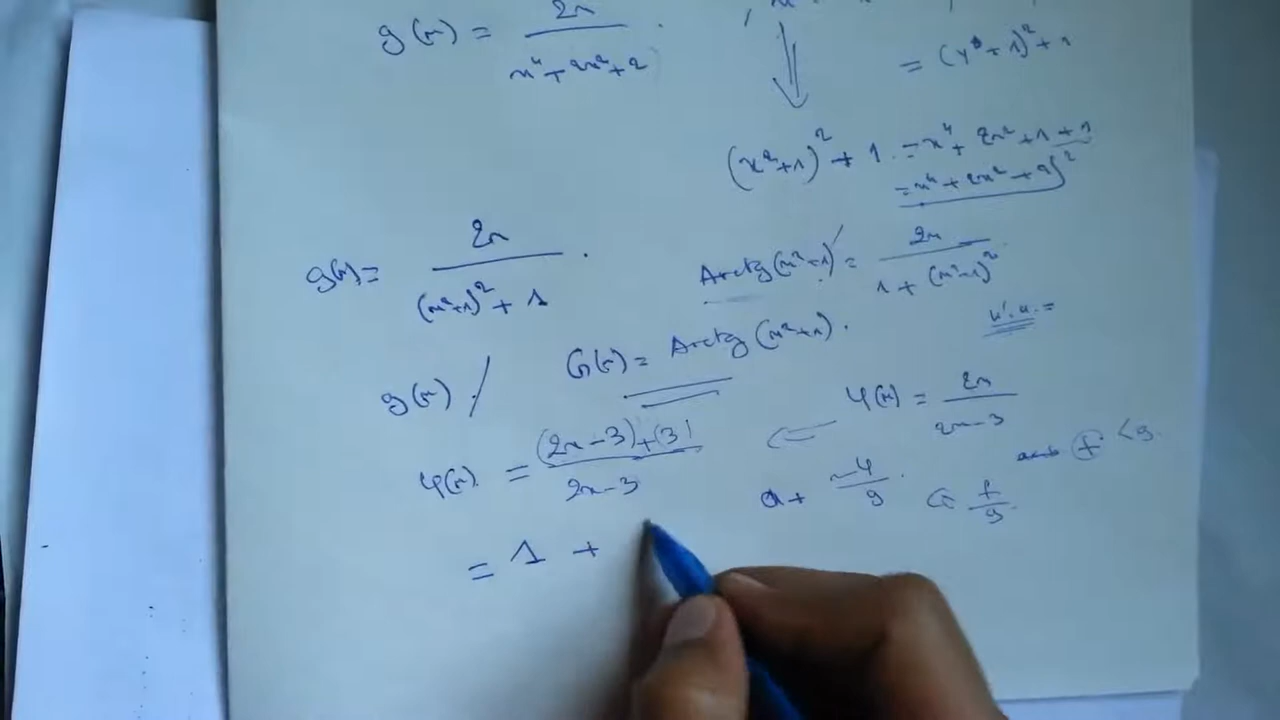 g(x) = 2x / x⁴+2x²+2 .
= (y²+1)²+1
(x²+1)²+1 = x⁴+2x²+1+1
= x⁴+2x²+2
g(x) = 2x / (x²+1)²+1 .
Arctg(x²+1)' = 2x / 1+(x²+1)²
u'.u. =
G(x) = Arctg(x²+1).
g(x)
φ(x) = 2x / 2x-3
φ(x) = (2x-3)+(3) / 2x-3
a+ / g . f / g .
= 1 +